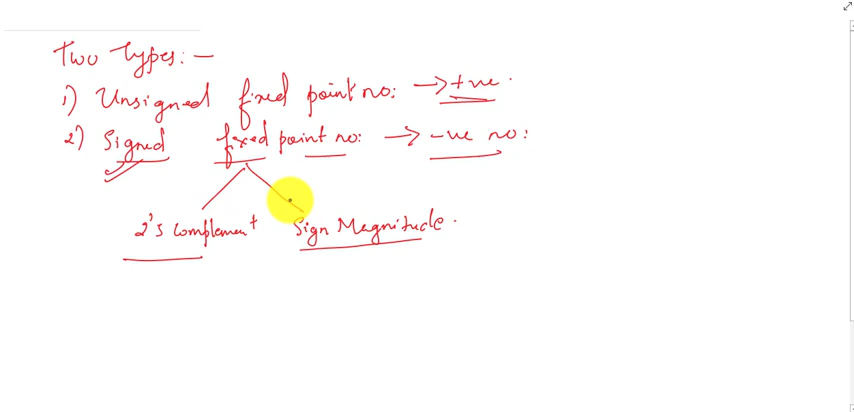 Two Types:-
1) Unsigned fixed point no: → +ve.
2) Signed fixed point no: → -ve no:
2's complement Sign Magnitude.